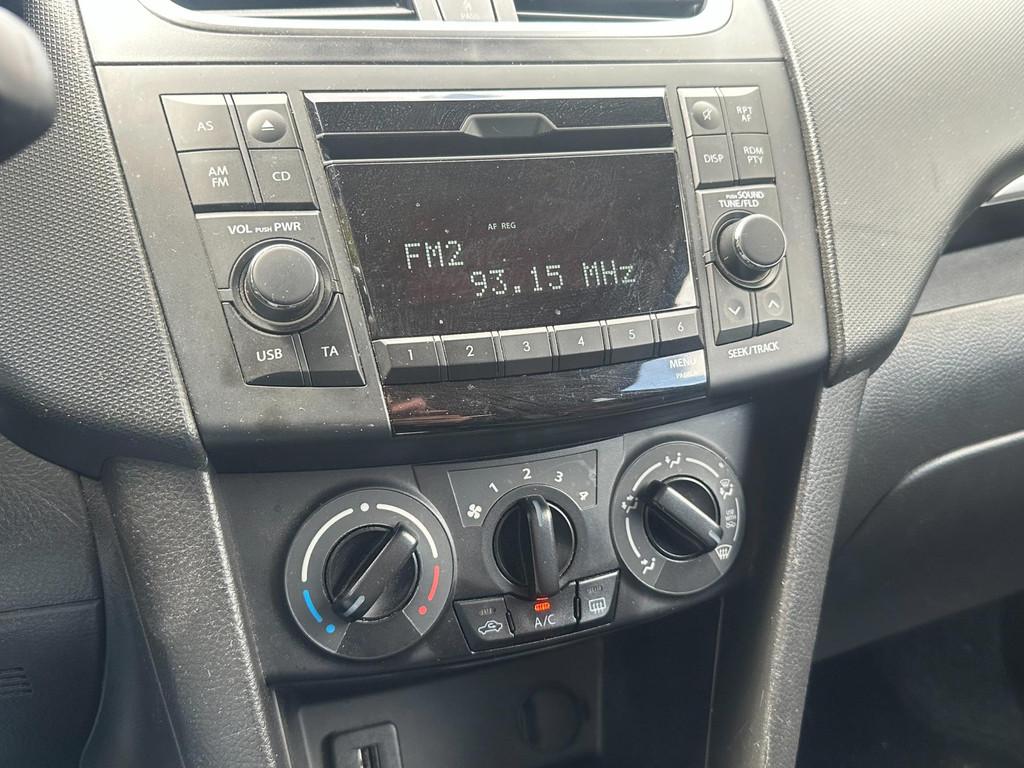 AS
AM
FM
CD
VOL PUSH PWR
USB
TA
AF REG
FM2
93.15 MHz
1 2 3 4 5 6
MENU
RPT
AF
DISP
RDM
PTY
PUSH SOUND
TUNE/FLD
SEEK/TRACK
1 2 3 4
A/C